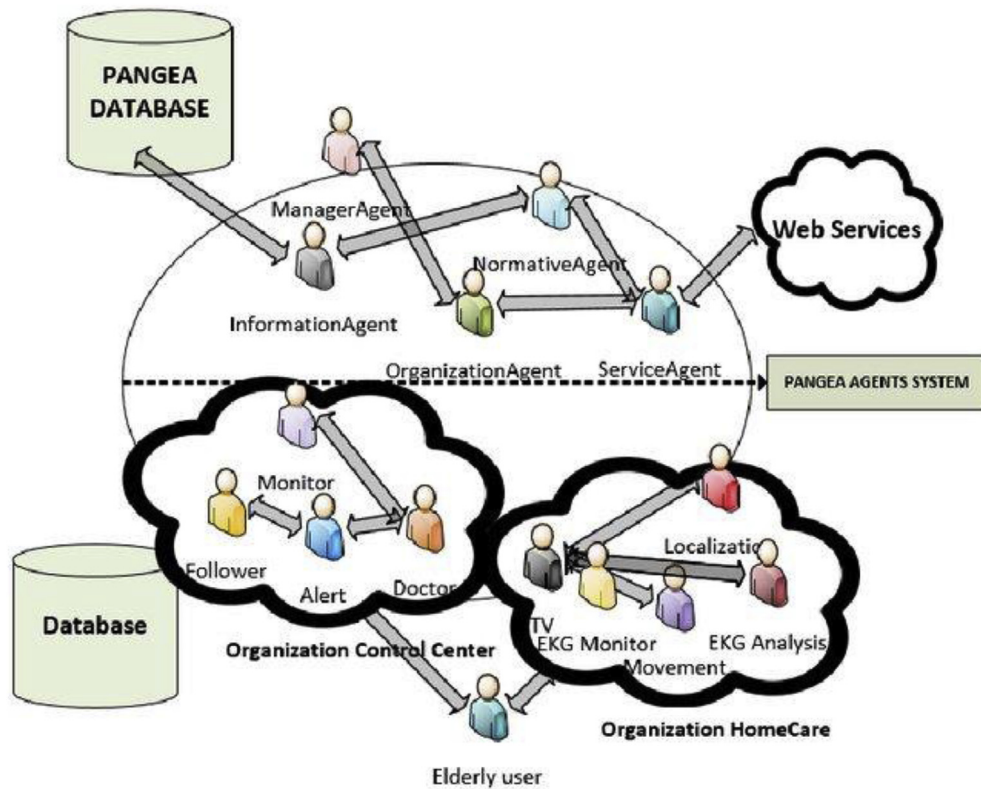 PANGEA
DATABASE
ManagerAgent
Web Services
NormativeAgent
InformationAgent
OrganizationAgent
ServiceAgent
PANGEA AGENTS SYSTEM
Monitor
Localizatio
Follower
Alert
Doctor
Database
TV
EKG Monitor
EKG Analysis
Organization Control Center
Movement
Organization HomeCare
Elderly user